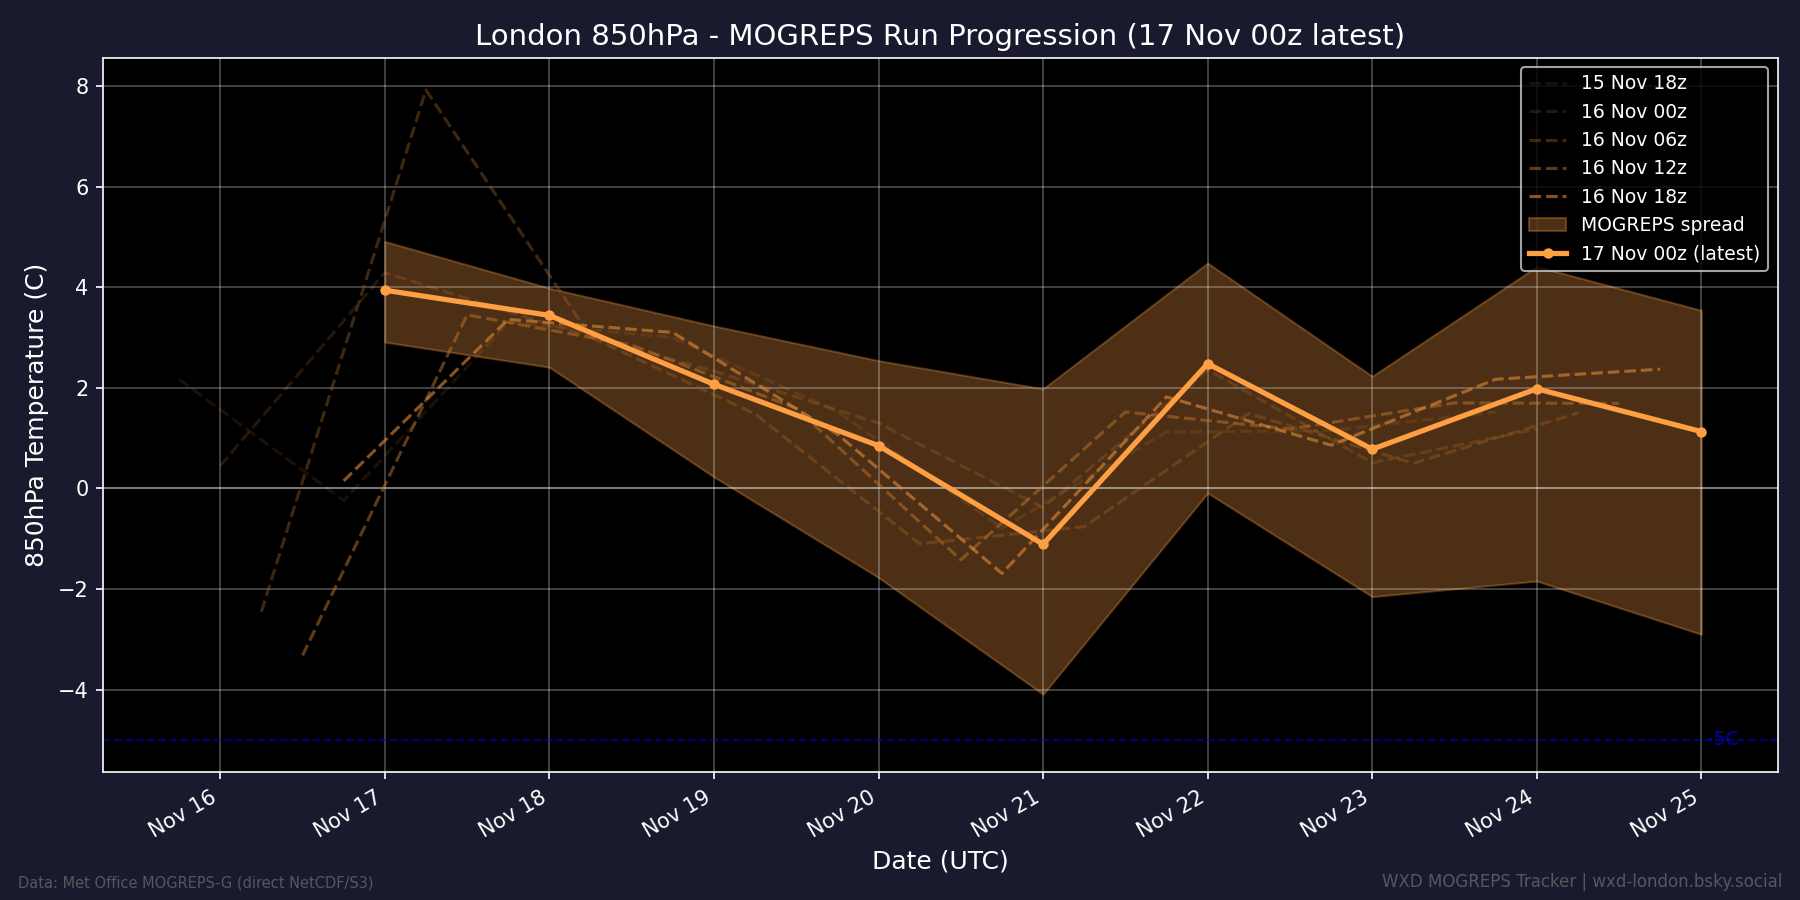 London 850hPa - MOGREPS Run Progression (17 Nov 00z latest)
15 Nov 18z
16 Nov 00z
16 Nov 06z
16 Nov 12z
16 Nov 18z
MOGREPS spread
17 Nov 00z (latest)
850hPa Temperature (C)
8
6
4
2
0
−2
−4
-5C
Nov 16
Nov 17
Nov 18
Nov 19
Nov 20
Nov 21
Nov 22
Nov 23
Nov 24
Nov 25
Date (UTC)
Data: Met Office MOGREPS-G (direct NetCDF/S3)
WXD MOGREPS Tracker | wxd-london.bsky.social